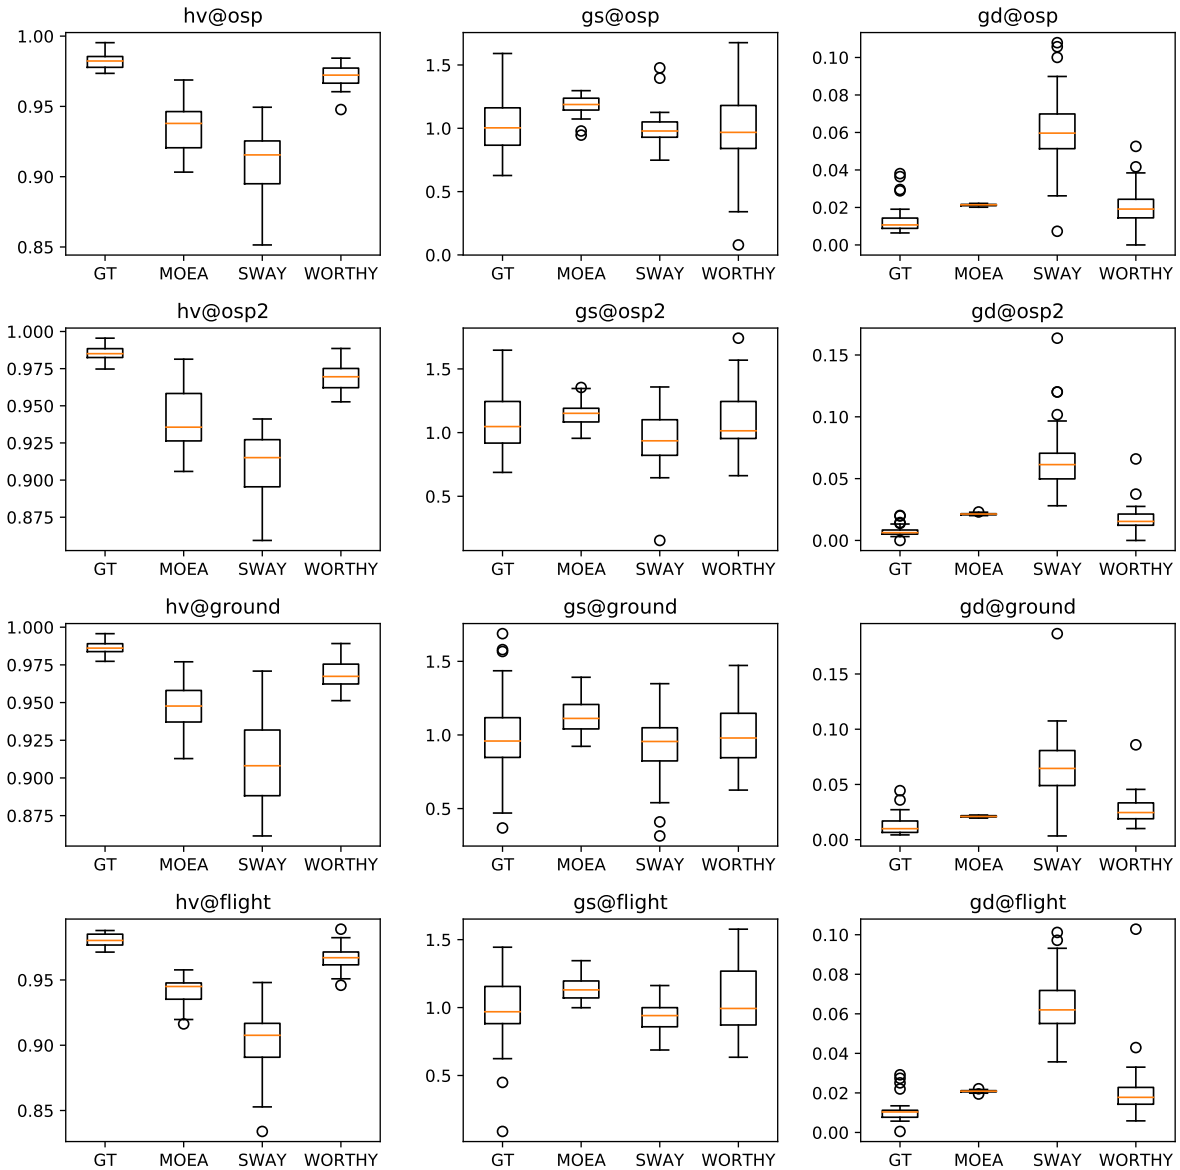 hv@osp
gs@osp
gd@osp
1.00
0.95
0.90
0.85
1.5
1.0
0.5
0.0
0.10
0.08
0.06
0.04
0.02
0.00
GT MOEA SWAY WORTHY
GT MOEA SWAY WORTHY
GT MOEA SWAY WORTHY
hv@osp2
gs@osp2
gd@osp2
1.000
0.975
0.950
0.925
0.900
0.875
1.5
1.0
0.5
0.15
0.10
0.05
0.00
GT MOEA SWAY WORTHY
GT MOEA SWAY WORTHY
GT MOEA SWAY WORTHY
hv@ground
gs@ground
gd@ground
1.000
0.975
0.950
0.925
0.900
0.875
1.5
1.0
0.5
0.15
0.10
0.05
0.00
GT MOEA SWAY WORTHY
GT MOEA SWAY WORTHY
GT MOEA SWAY WORTHY
hv@flight
gs@flight
gd@flight
0.95
0.90
0.85
1.5
1.0
0.5
0.10
0.08
0.06
0.04
0.02
0.00
GT MOEA SWAY WORTHY
GT MOEA SWAY WORTHY
GT MOEA SWAY WORTHY